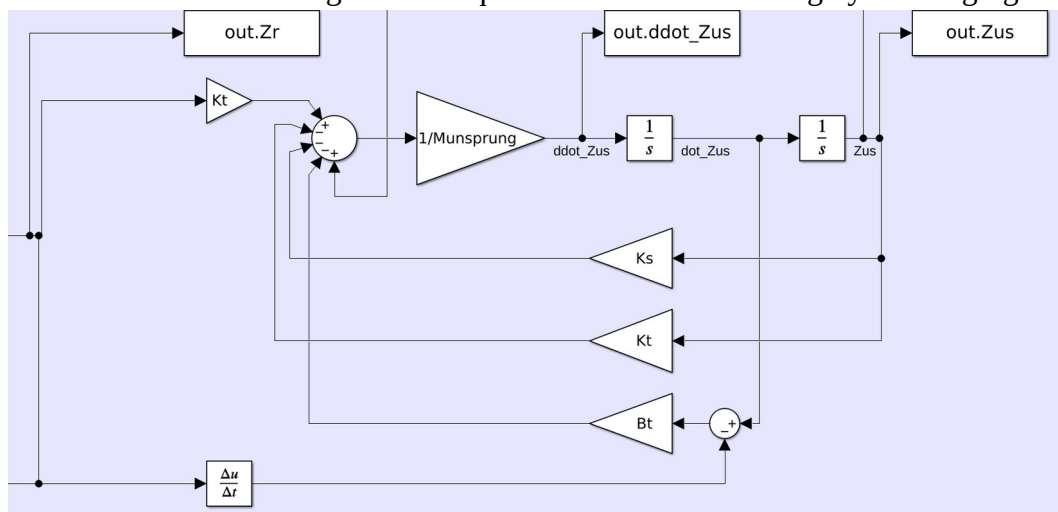 out.Zr
out.ddot_Zus
out.Zus
Kt
+
−
−
−
+
1/Munsprung
ddot_Zus
1
s
dot_Zus
1
s
Zus
Ks
Kt
Bt
+
−
Δu
Δt